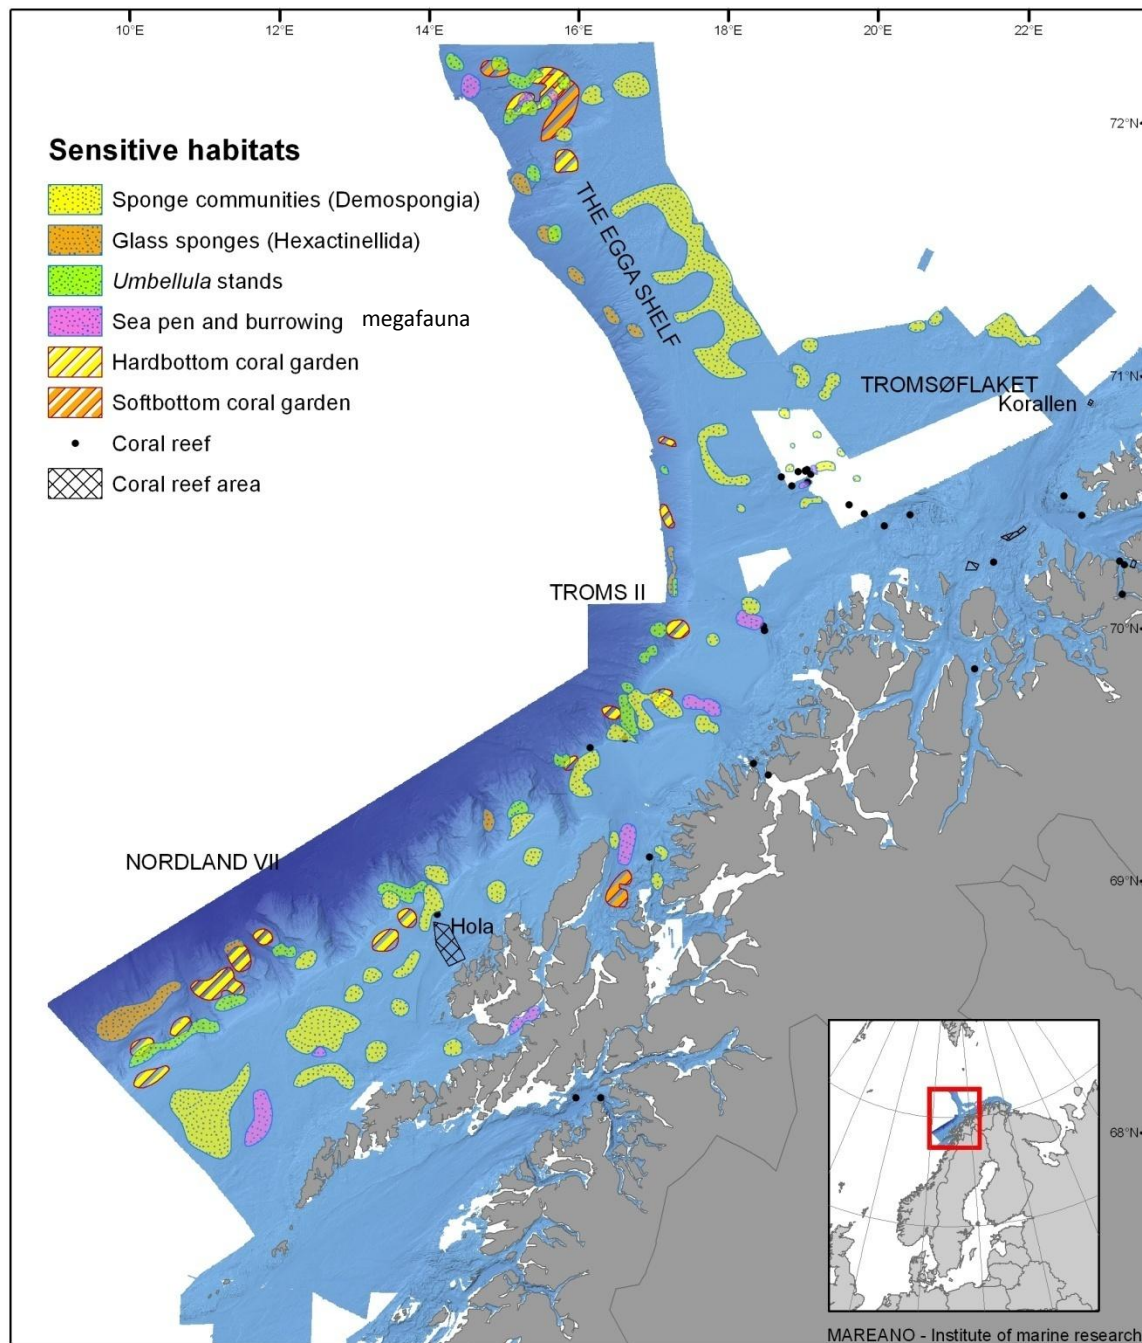 10°E 12°E 14°E 16°E 18°E 20°E 22°E
72°N
Sensitive habitats
Sponge communities (Demospongia)
Glass sponges (Hexactinellida)
Umbellula stands
Sea pen and burrowing megafauna
Hardbottom coral garden
Softbottom coral garden
Coral reef
Coral reef area
THE EGGA SHELF
71°N
TROMSØFLAKET
Korallen
TROMS II
70°N
NORDLAND VII
69°N
Hola
68°N
MAREANO - Institute of marine research